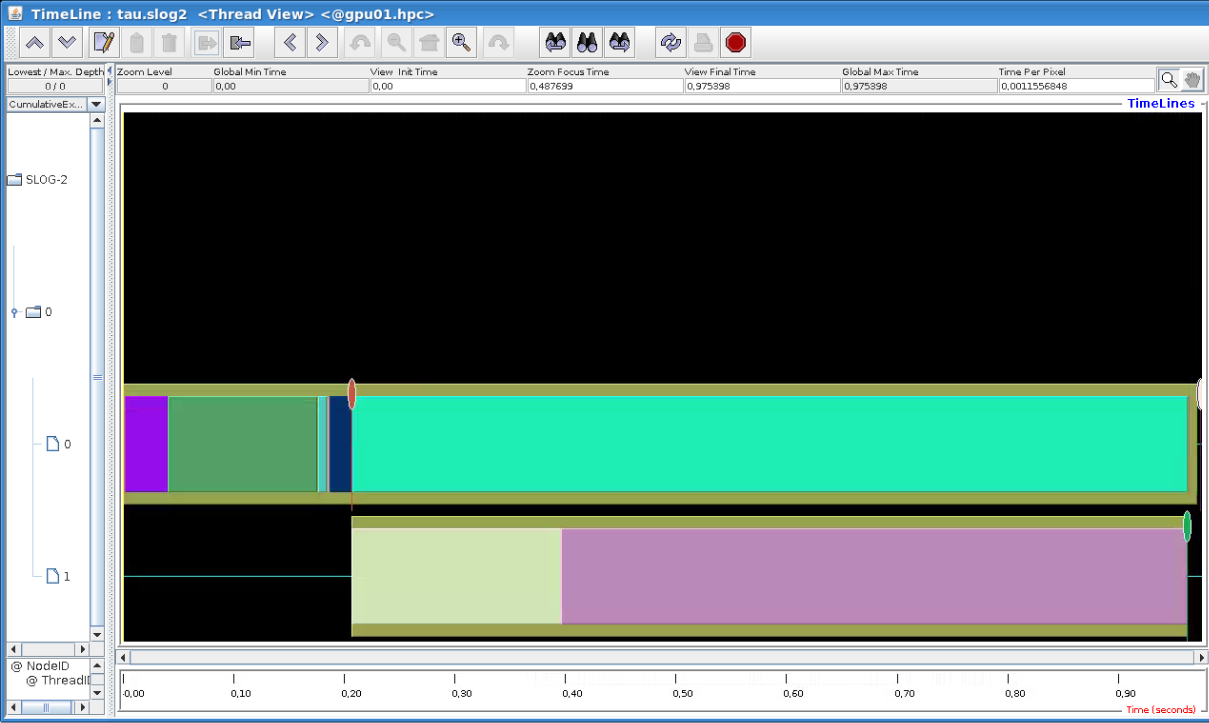 TimeLine : tau.slog2 <Thread View> <@gpu01.hpc>
Lowest / Max. Depth Zoom Level Global Min Time View Init Time Zoom Focus Time View Final Time Global Max Time Time Per Pixel
0 / 0 0 0,00 0,00 0,487699 0,975398 0,975398 0,0011556848
CumulativeEx...
TimeLines
SLOG-2
0
0
1
@ NodeID
@ ThreadID
0,00 0,10 0,20 0,30 0,40 0,50 0,60 0,70 0,80 0,90
Time (seconds)